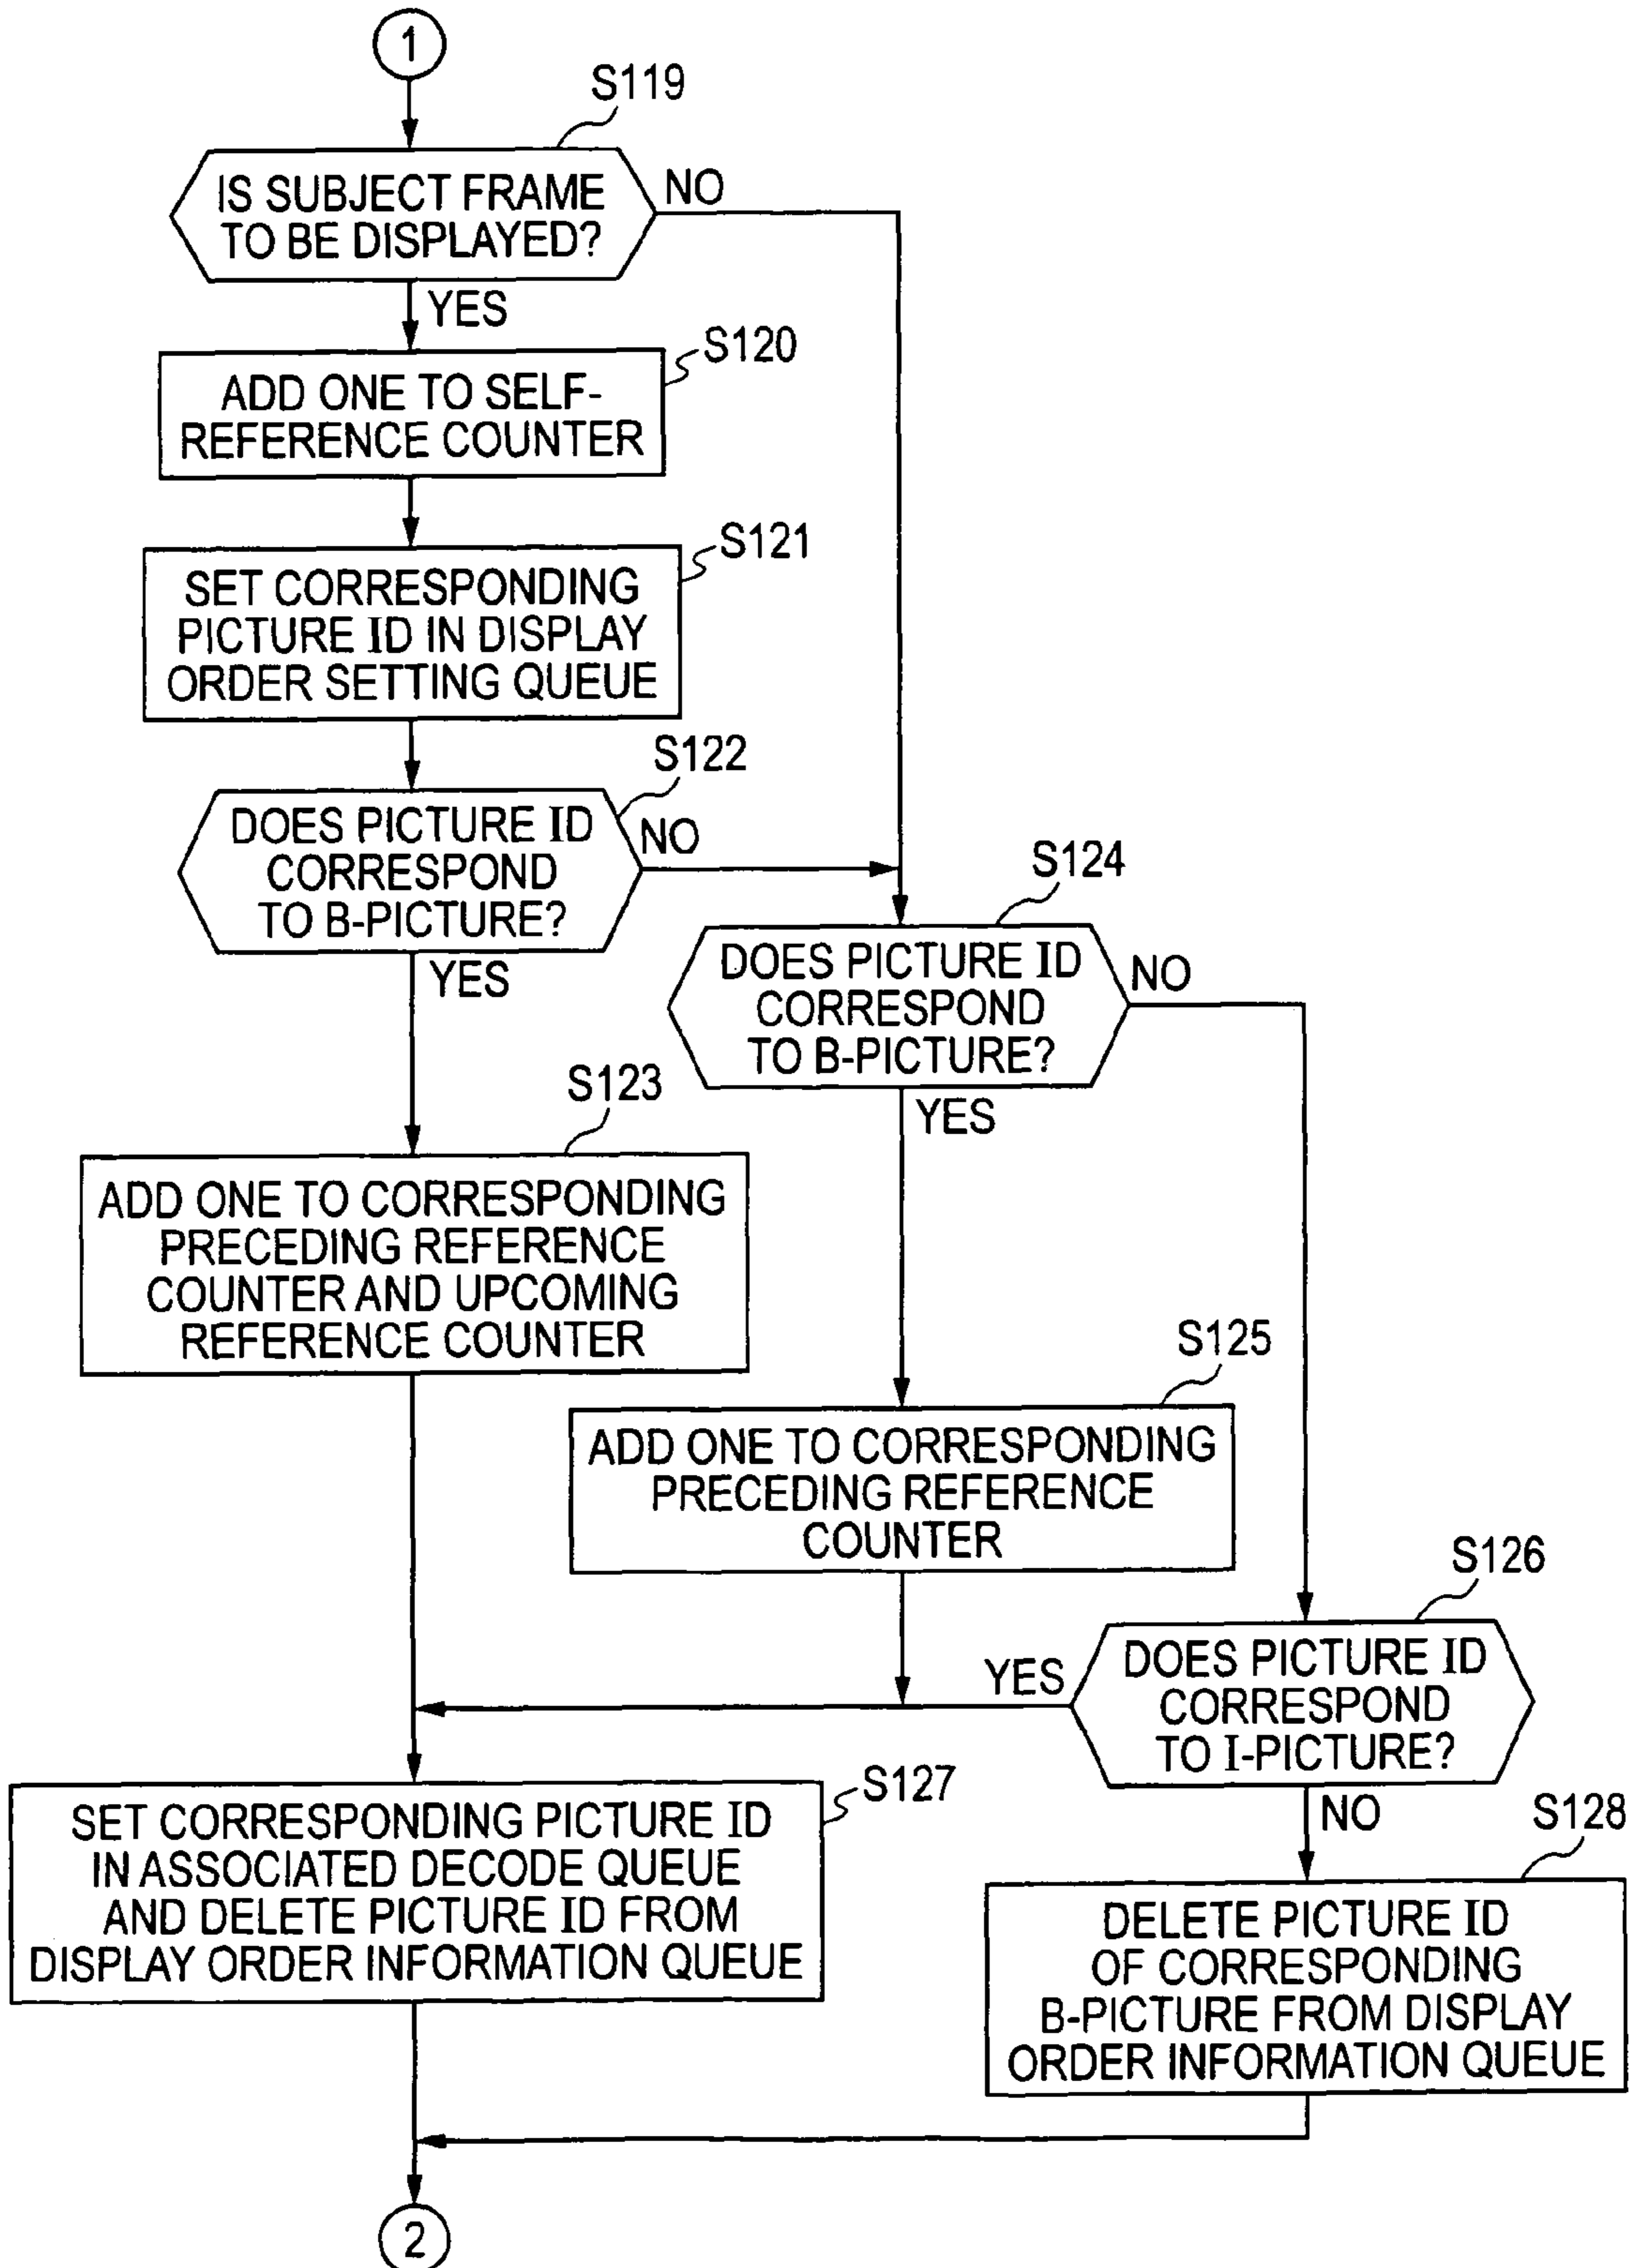 1
S119
IS SUBJECT FRAME
TO BE DISPLAYED?
NO
YES
S120
ADD ONE TO SELF-
REFERENCE COUNTER
S121
SET CORRESPONDING
PICTURE ID IN DISPLAY
ORDER SETTING QUEUE
S122
DOES PICTURE ID
CORRESPOND
TO B-PICTURE?
NO
YES
S124
DOES PICTURE ID
CORRESPOND
TO B-PICTURE?
NO
YES
S123
ADD ONE TO CORRESPONDING
PRECEDING REFERENCE
COUNTER AND UPCOMING
REFERENCE COUNTER
S125
ADD ONE TO CORRESPONDING
PRECEDING REFERENCE
COUNTER
S126
DOES PICTURE ID
CORRESPOND
TO I-PICTURE?
YES
NO
S127
SET CORRESPONDING PICTURE ID
IN ASSOCIATED DECODE QUEUE
AND DELETE PICTURE ID FROM
DISPLAY ORDER INFORMATION QUEUE
S128
DELETE PICTURE ID
OF CORRESPONDING
B-PICTURE FROM DISPLAY
ORDER INFORMATION QUEUE
2